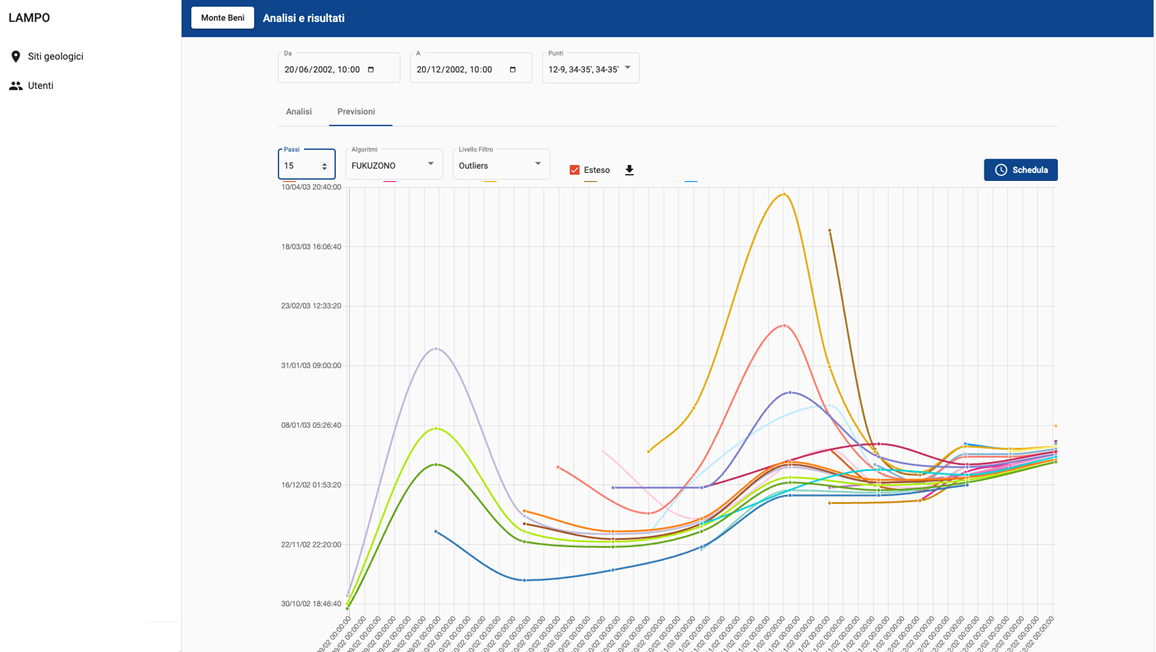 LAMPO
Monte Beni
Analisi e risultati
Siti geologici
Utenti
Da
20/06/2002, 10:00
A
20/12/2002, 10:00
Punti
12-9, 34-35', 34-35'
Analisi
Previsioni
Passi
15
Algoritmi
FUKUZONO
Livello Filtro
Outliers
Esteso
Schedula
10/04/03 20:40:00
18/03/03 16:06:40
23/02/03 12:33:20
31/01/03 09:00:00
08/01/03 05:26:40
16/12/02 01:53:20
22/11/02 22:20:00
30/10/02 18:46:40